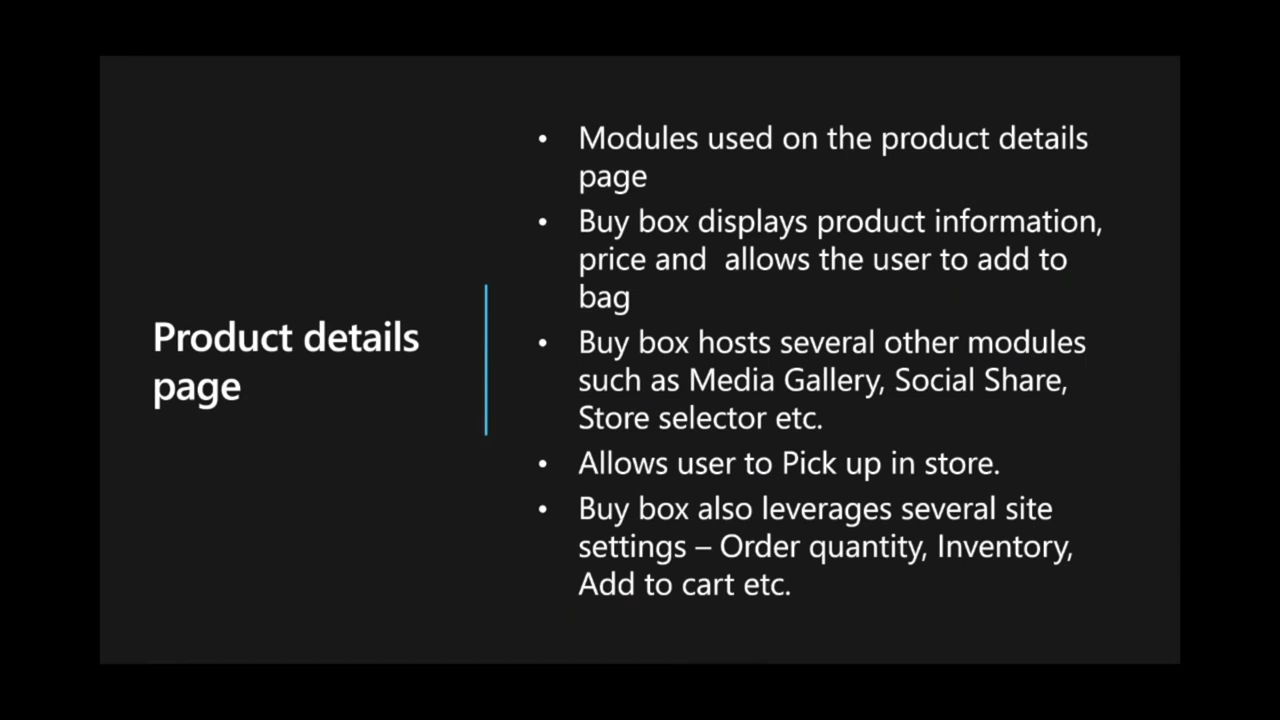 Product details
page
• Modules used on the product details
page
• Buy box displays product information,
price and  allows the user to add to
bag
• Buy box hosts several other modules
such as Media Gallery, Social Share,
Store selector etc.
• Allows user to Pick up in store.
• Buy box also leverages several site
settings – Order quantity, Inventory,
Add to cart etc.